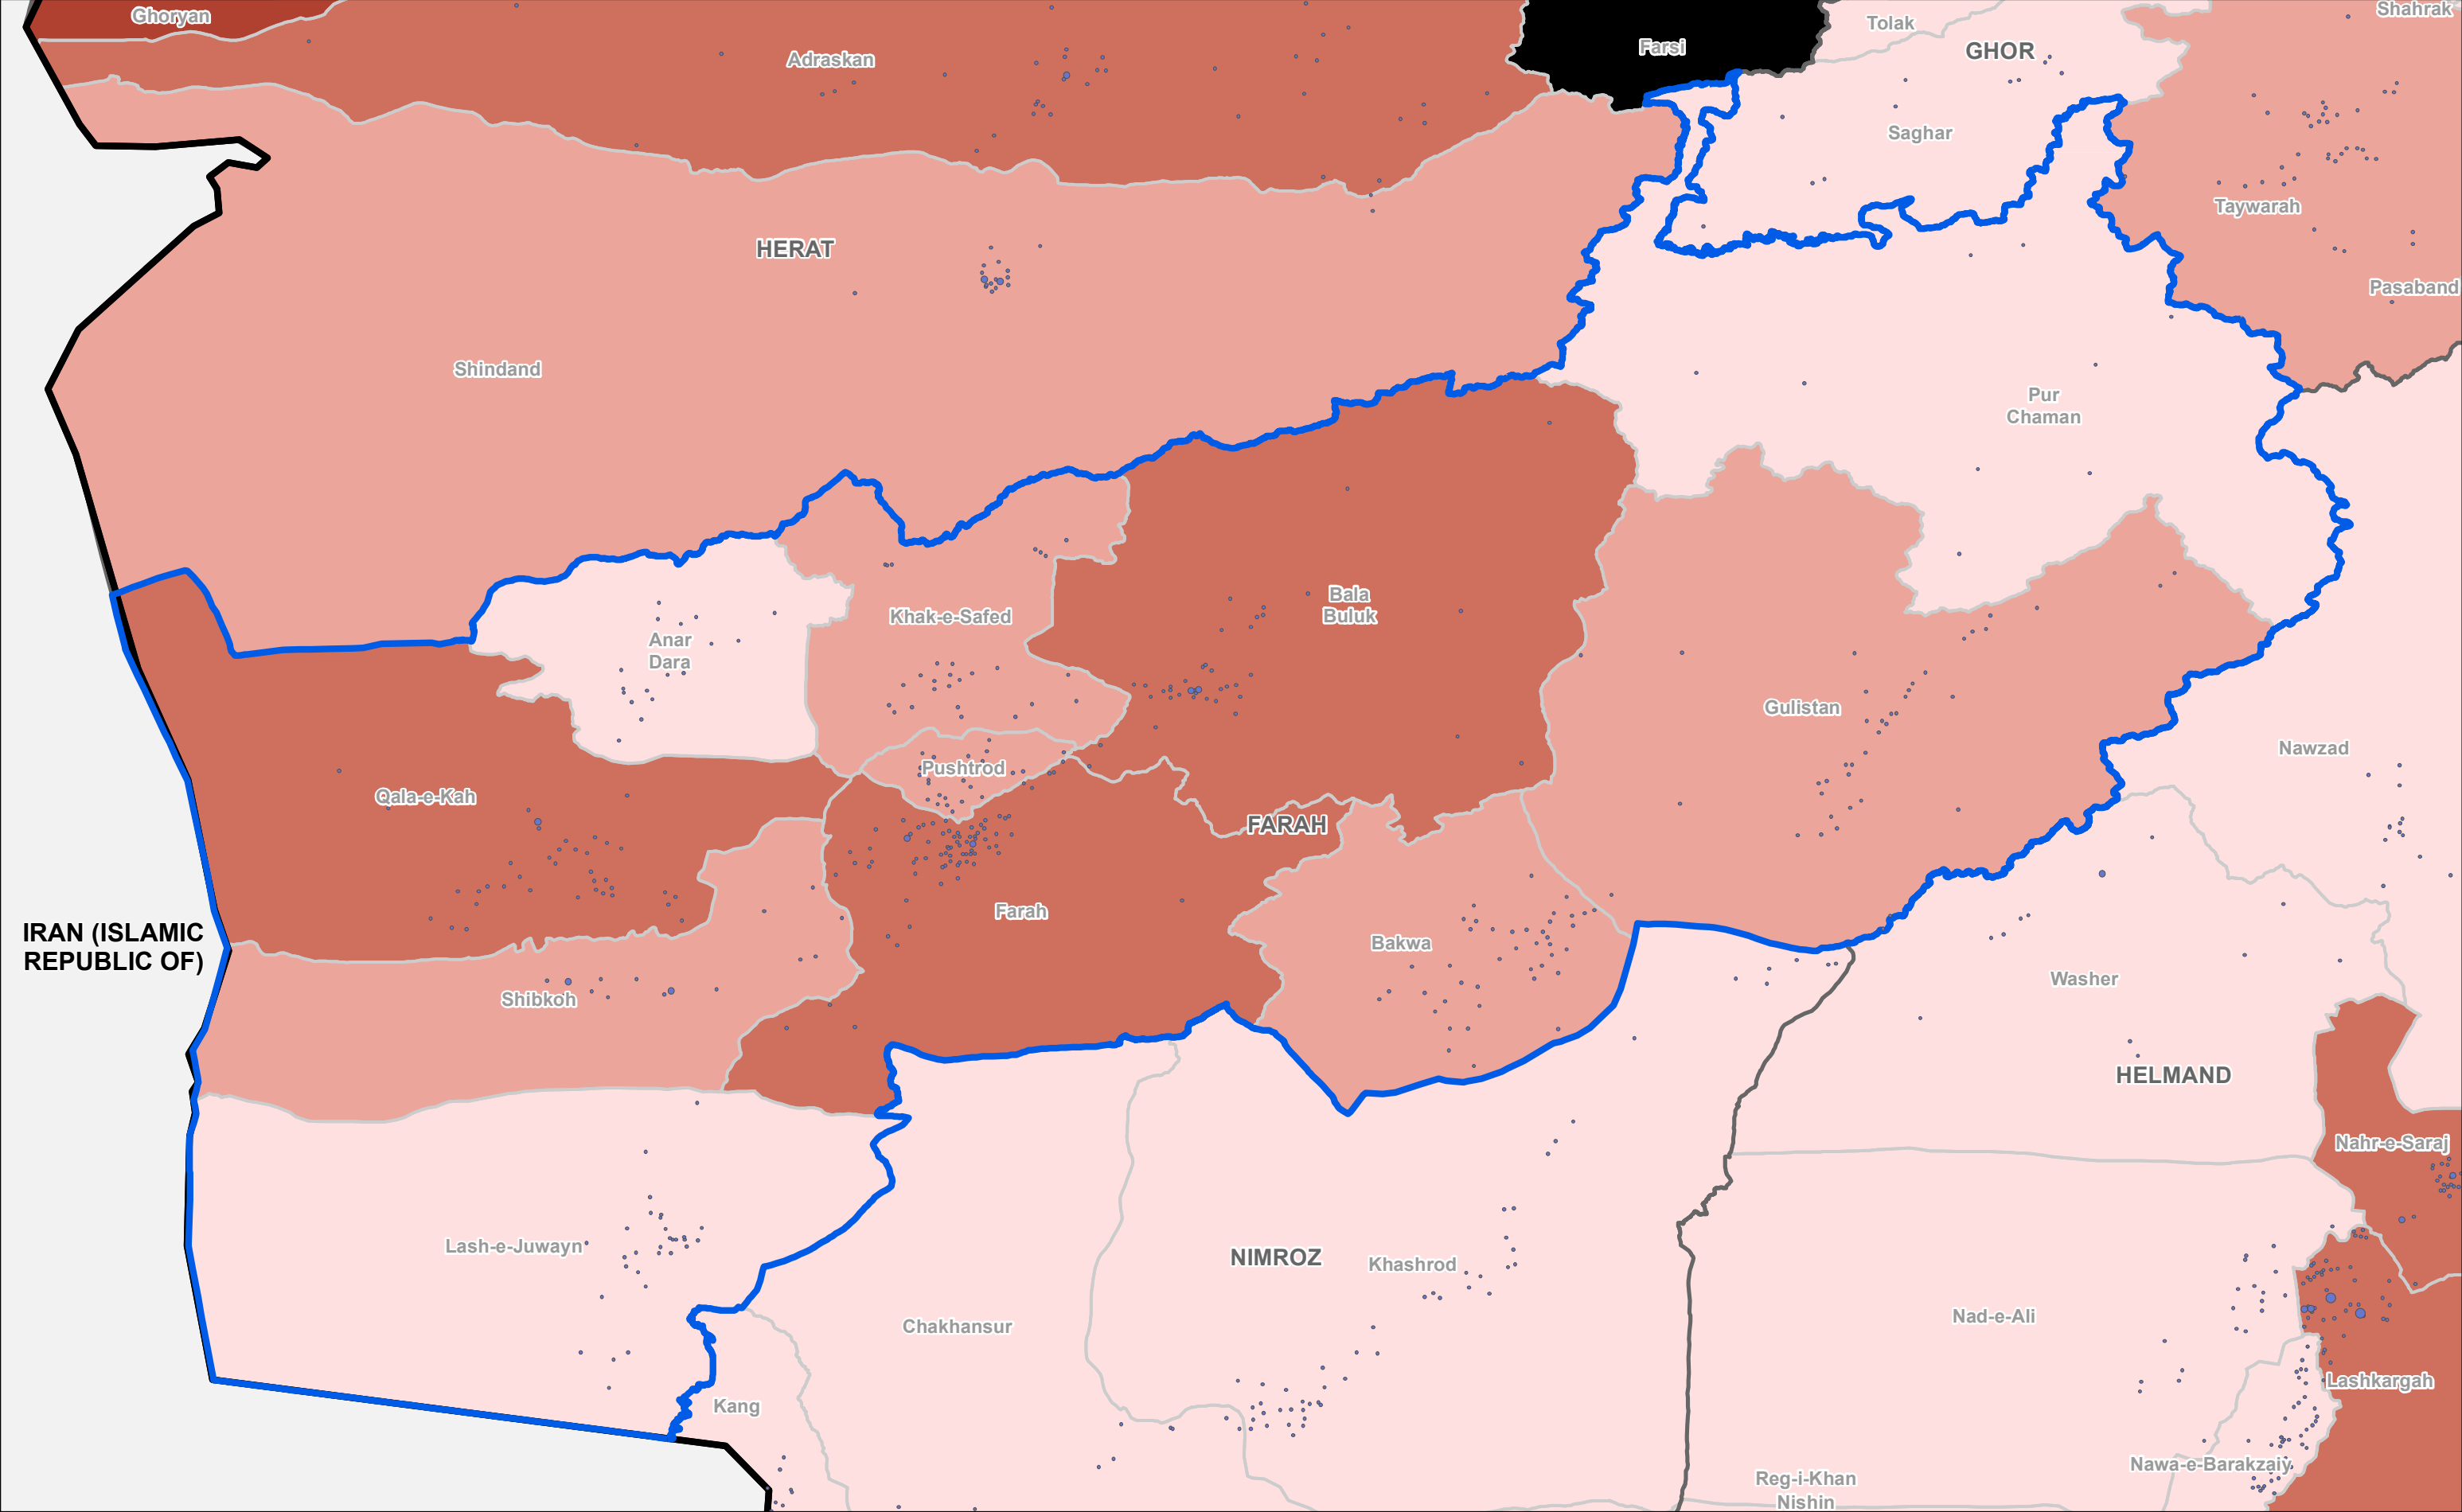 Ghoryan
Shahrak
Tolak
Farsi
GHOR
Adraskan
Saghar
Taywarah
HERAT
Pasaband
Shindand
Pur
Chaman
Bala
Buluk
Khak-e-Safed
Anar
Dara
Gulistan
Nawzad
Pushtrod
Qala-e-Kah
FARAH
Farah
IRAN (ISLAMIC
REPUBLIC OF)
Bakwa
Washer
Shibkoh
HELMAND
Nahr-e-Saraj
Lash-e-Juwayn
NIMROZ
Khashrod
Nad-e-Ali
Chakhansur
Lashkargah
Kang
Nawa-e-Barakzaiy
Reg-i-Khan
Nishin